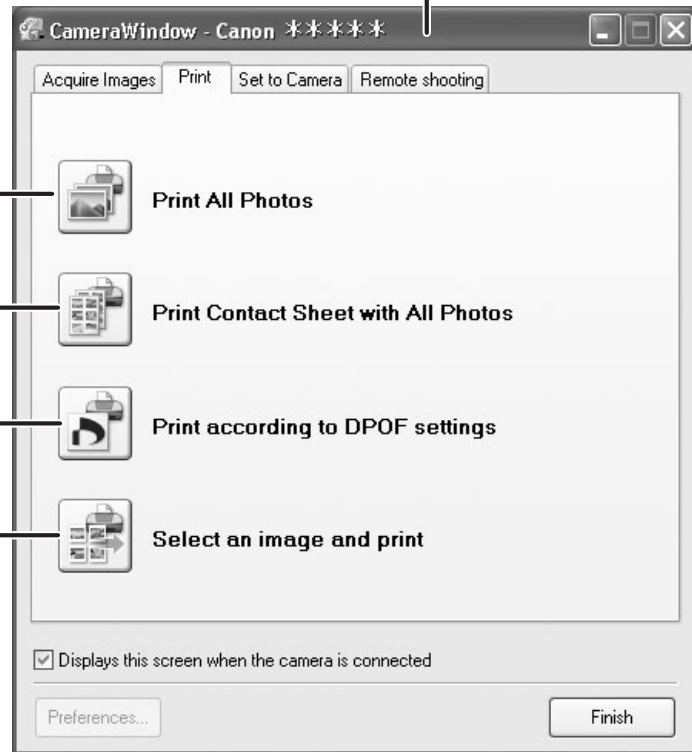 CameraWindow - Canon *****
Acquire Images Print Set to Camera Remote shooting
Print All Photos
Print Contact Sheet with All Photos
Print according to DPOF settings
Select an image and print
Displays this screen when the camera is connected
Preferences... Finish